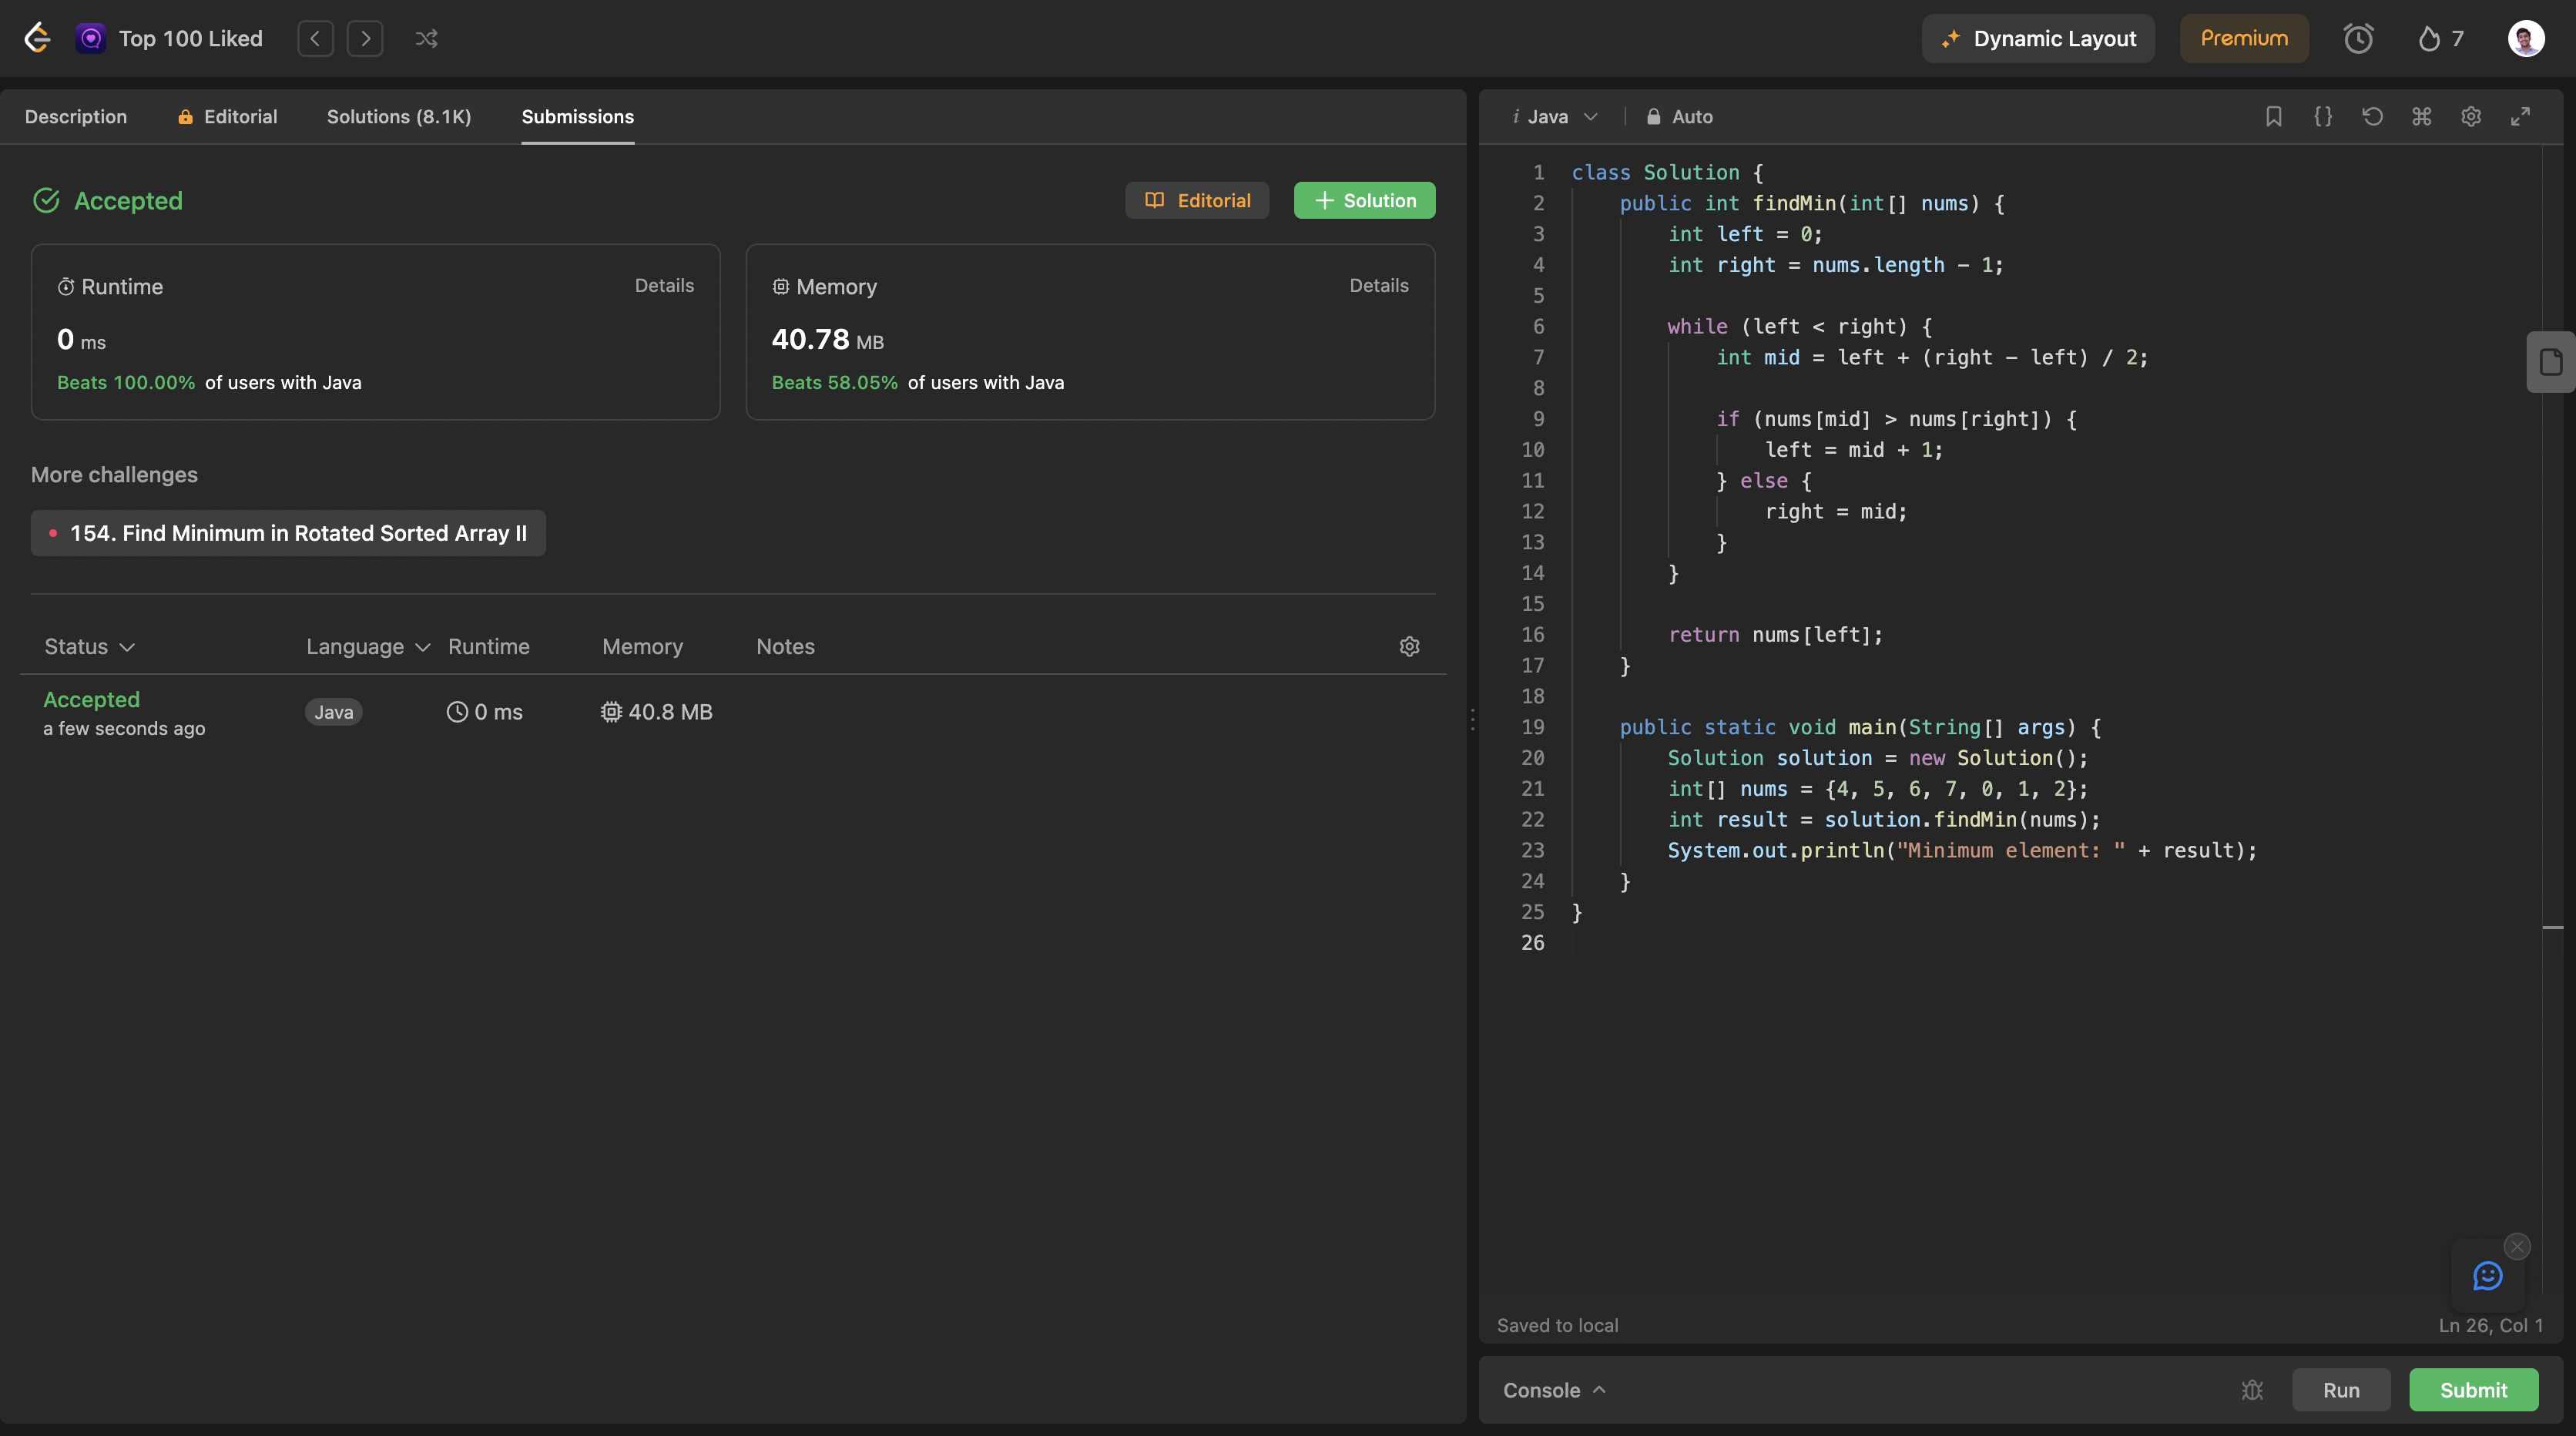 Top 100 Liked
Dynamic Layout
Premium
7
Description
Editorial
Solutions (8.1K)
Submissions
Accepted
Editorial
Solution
Runtime
Details
0 ms
Beats 100.00% of users with Java
Memory
Details
40.78 MB
Beats 58.05% of users with Java
More challenges
154. Find Minimum in Rotated Sorted Array II
Status Language Runtime Memory Notes
Accepted
a few seconds ago
Java
0 ms
40.8 MB
i Java
Auto
1 class Solution {
2 public int findMin(int[] nums) {
3 int left = 0;
4 int right = nums.length - 1;
5
6 while (left < right) {
7 int mid = left + (right - left) / 2;
8
9 if (nums[mid] > nums[right]) {
10 left = mid + 1;
11 } else {
12 right = mid;
13 }
14 }
15
16 return nums[left];
17 }
18
19 public static void main(String[] args) {
20 Solution solution = new Solution();
21 int[] nums = {4, 5, 6, 7, 0, 1, 2};
22 int result = solution.findMin(nums);
23 System.out.println("Minimum element: " + result);
24 }
25 }
26
Saved to local
Ln 26, Col 1
Console
Run
Submit